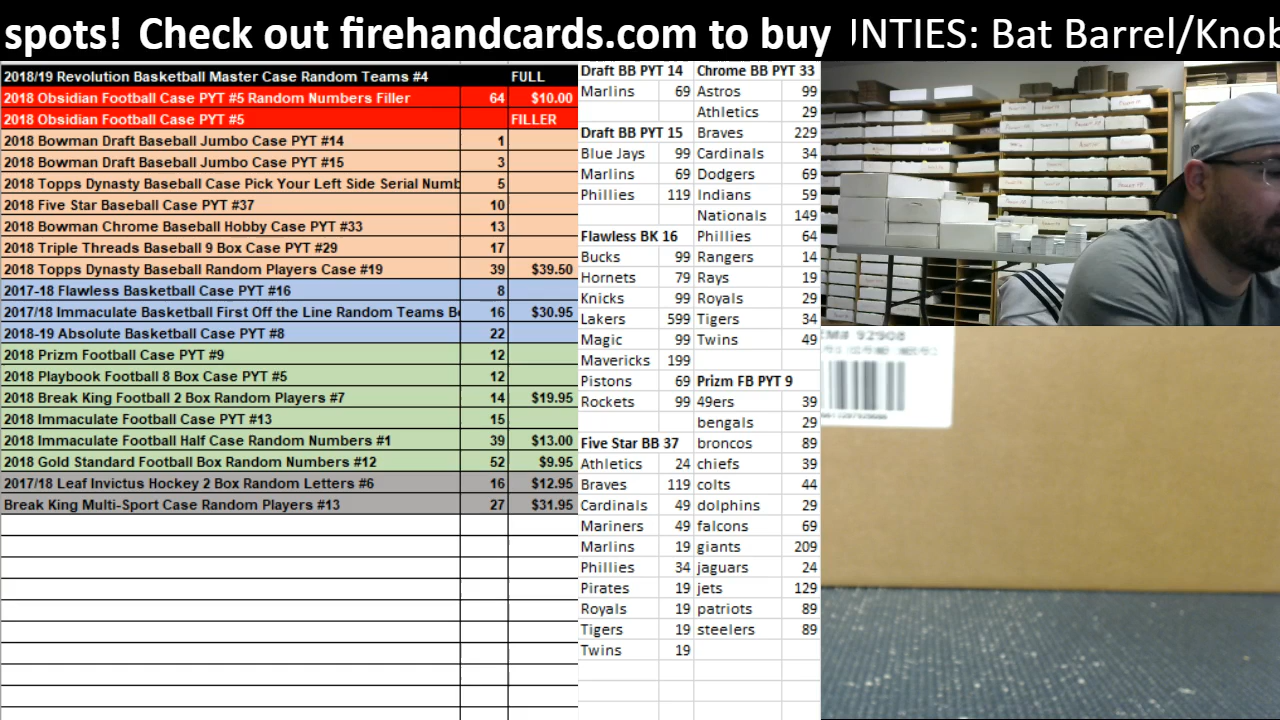 spots! Check out firehandcards.com to buy
NTIES: Bat Barrel/Knob
2018/19 Revolution Basketball Master Case Random Teams #4 FULL
2018 Obsidian Football Case PYT #5 Random Numbers Filler 64 $10.00
2018 Obsidian Football Case PYT #5 FILLER
2018 Bowman Draft Baseball Jumbo Case PYT #14 1
2018 Bowman Draft Baseball Jumbo Case PYT #15 3
2018 Topps Dynasty Baseball Case Pick Your Left Side Serial Numb 5
2018 Five Star Baseball Case PYT #37 10
2018 Bowman Chrome Baseball Hobby Case PYT #33 13
2018 Triple Threads Baseball 9 Box Case PYT #29 17
2018 Topps Dynasty Baseball Random Players Case #19 39 $39.50
2017-18 Flawless Basketball Case PYT #16 8
2017/18 Immaculate Basketball First Off the Line Random Teams Bo 16 $30.95
2018-19 Absolute Basketball Case PYT #8 22
2018 Prizm Football Case PYT #9 12
2018 Playbook Football 8 Box Case PYT #5 12
2018 Break King Football 2 Box Random Players #7 14 $19.95
2018 Immaculate Football Case PYT #13 15
2018 Immaculate Football Half Case Random Numbers #1 39 $13.00
2018 Gold Standard Football Box Random Numbers #12 52 $9.95
2017/18 Leaf Invictus Hockey 2 Box Random Letters #6 16 $12.95
Break King Multi-Sport Case Random Players #13 27 $31.95
Draft BB PYT 14
Marlins 69
Draft BB PYT 15
Blue Jays 99
Marlins 69
Phillies 119
Flawless BK 16
Bucks 99
Hornets 79
Knicks 99
Lakers 599
Magic 99
Mavericks 199
Pistons 69
Rockets 99
Five Star BB 37
Athletics 24
Braves 119
Cardinals 49
Mariners 49
Marlins 19
Phillies 34
Pirates 19
Royals 19
Tigers 19
Twins 19
Chrome BB PYT 33
Astros 99
Athletics 29
Braves 229
Cardinals 34
Dodgers 69
Indians 59
Nationals 149
Phillies 64
Rangers 14
Rays 19
Royals 29
Tigers 34
Twins 49
Prizm FB PYT 9
49ers 39
bengals 29
broncos 89
chiefs 39
colts 44
dolphins 29
falcons 69
giants 209
jaguars 24
jets 129
patriots 89
steelers 89
92908